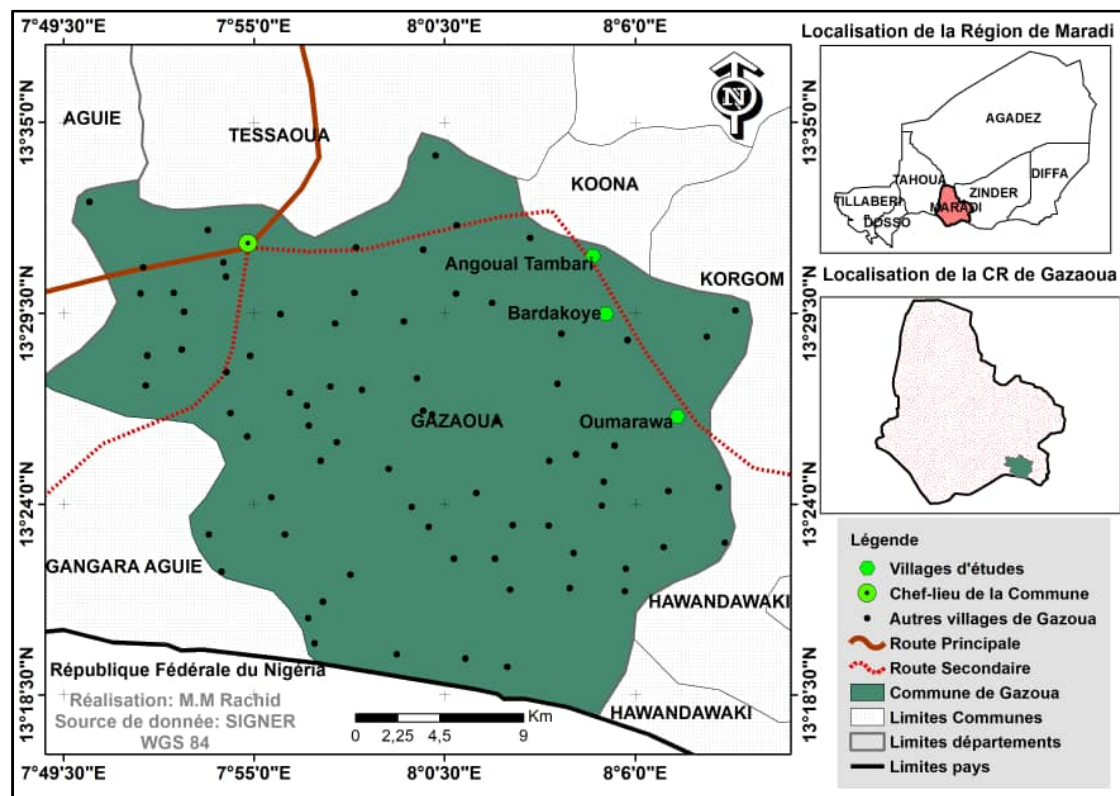 7°49'30"E 7°55'0"E 8°0'30"E 8°6'0"E
13°35'0"N
13°29'30"N
13°24'0"N
13°18'30"N
N
AGUIE
TESSAOUA
KOONA
KORGOM
Angoual Tambari
Bardakoye
GAZAOUA
Oumarawa
GANGARA AGUIE
HAWANDAWAKI
République Fédérale du Nigéria
HAWANDAWAKI
Réalisation: M.M Rachid
Source de donnée: SIGNER
WGS 84
Km
0 2,25 4,5 9
13°35'0"N
13°29'30"N
13°24'0"N
13°18'30"N
7°49'30"E 7°55'0"E 8°0'30"E 8°6'0"E
Localisation de la Région de Maradi
AGADEZ
TAHOUA
DIFFA
ZINDER
TILLABERI
MARADI
DOSSO
Localisation de la CR de Gazaoua
Légende
Villages d'études
Chef-lieu de la Commune
Autres villages de Gazoua
Route Principale
Route Secondaire
Commune de Gazoua
Limites Communes
Limites départements
Limites pays